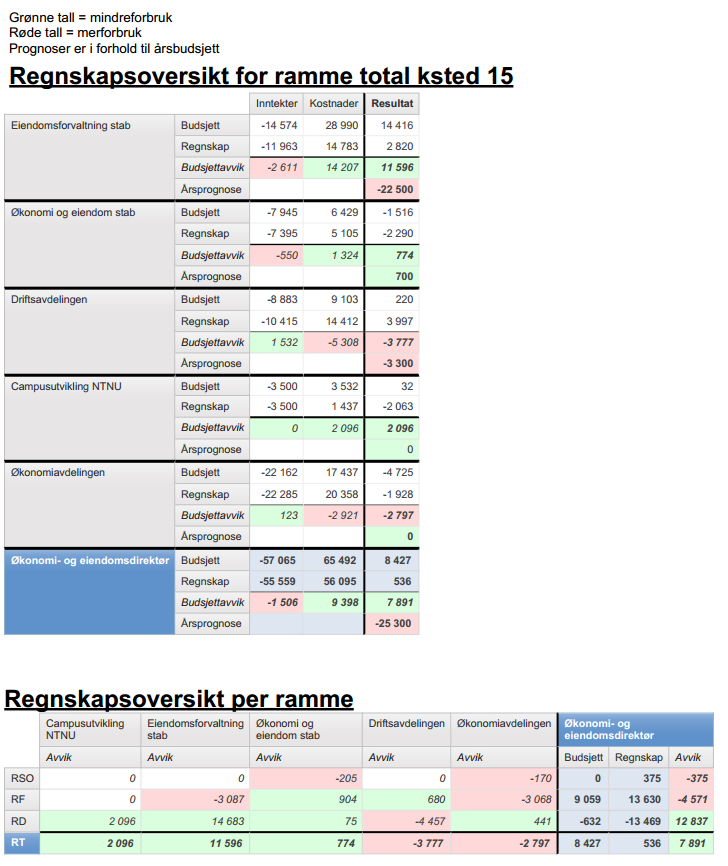 Grønne tall = mindreforbruk
Røde tall = merforbruk
Prognoser er i forhold til årsbudsjett
Regnskapsoversikt for ramme total ksted 15
Inntekter Kostnader Resultat
Eiendomsforvaltning stab Budsjett -14 574 28 990 14 416
Regnskap -11 963 14 783 2 820
Budsjettavvik -2 611 14 207 11 596
Årsprognose -22 500
Økonomi og eiendom stab Budsjett -7 945 6 429 -1 516
Regnskap -7 395 5 105 -2 290
Budsjettavvik -550 1 324 774
Årsprognose 700
Driftsavdelingen Budsjett -8 883 9 103 220
Regnskap -10 415 14 412 3 997
Budsjettavvik 1 532 -5 308 -3 777
Årsprognose -3 300
Campusutvikling NTNU Budsjett -3 500 3 532 32
Regnskap -3 500 1 437 -2 063
Budsjettavvik 0 2 096 2 096
Årsprognose 0
Økonomiavdelingen Budsjett -22 162 17 437 -4 725
Regnskap -22 285 20 358 -1 928
Budsjettavvik 123 -2 921 -2 797
Årsprognose 0
Økonomi- og eiendomsdirektør Budsjett -57 065 65 492 8 427
Regnskap -55 559 56 095 536
Budsjettavvik -1 506 9 398 7 891
Årsprognose -25 300
Regnskapsoversikt per ramme
Campusutvikling Eiendomsforvaltning Økonomi og Driftsavdelingen Økonomiavdelingen Økonomi- og
NTNU stab eiendom stab eiendomsdirektør
Avvik Avvik Avvik Avvik Avvik Budsjett Regnskap Avvik
RSO 0 0 -205 0 -170 0 375 -375
RF 0 -3 087 904 680 -3 068 9 059 13 630 -4 571
RD 2 096 14 683 75 -4 457 441 -632 -13 469 12 837
RT 2 096 11 596 774 -3 777 -2 797 8 427 536 7 891